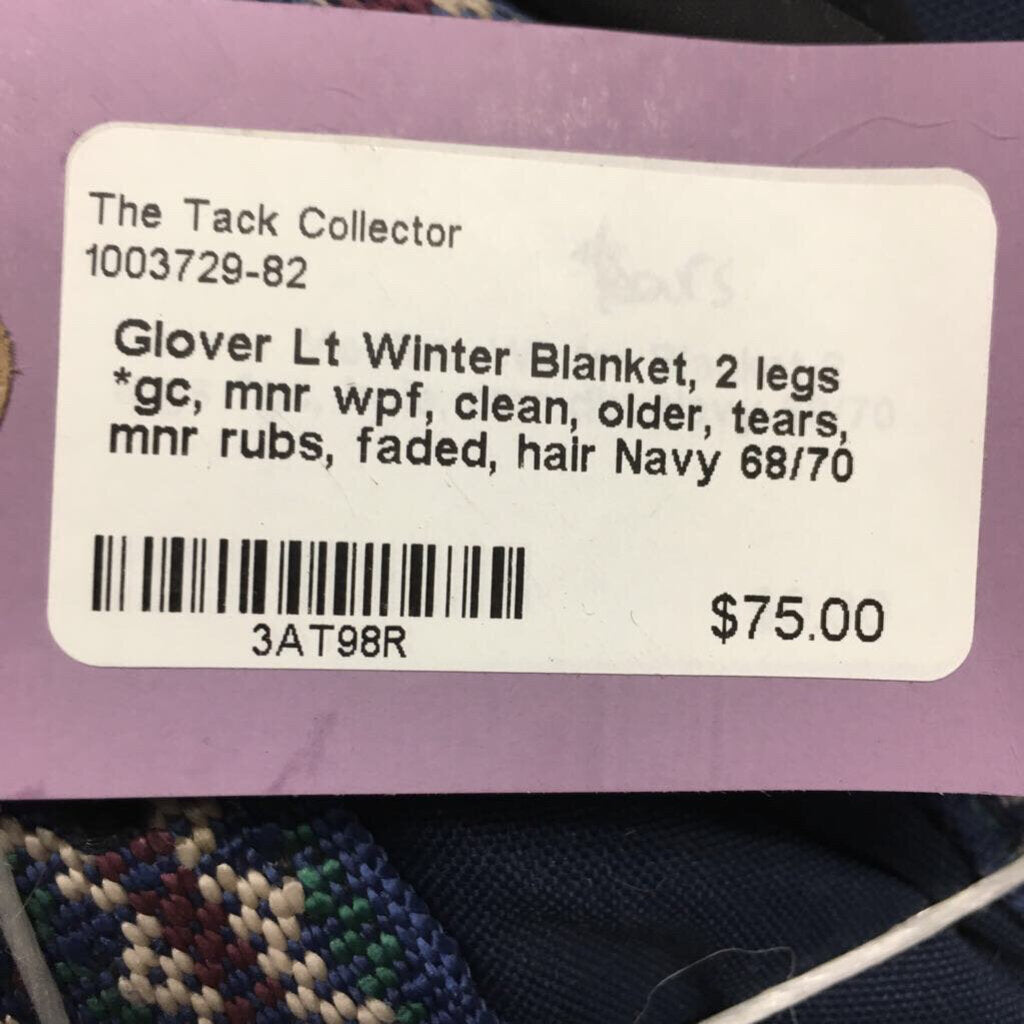 The Tack Collector
1003729-82
Glover Lt Winter Blanket, 2 legs
*gc, mnr wpf, clean, older, tears,
mnr rubs, faded, hair Navy 68/70
3AT98R
$75.00